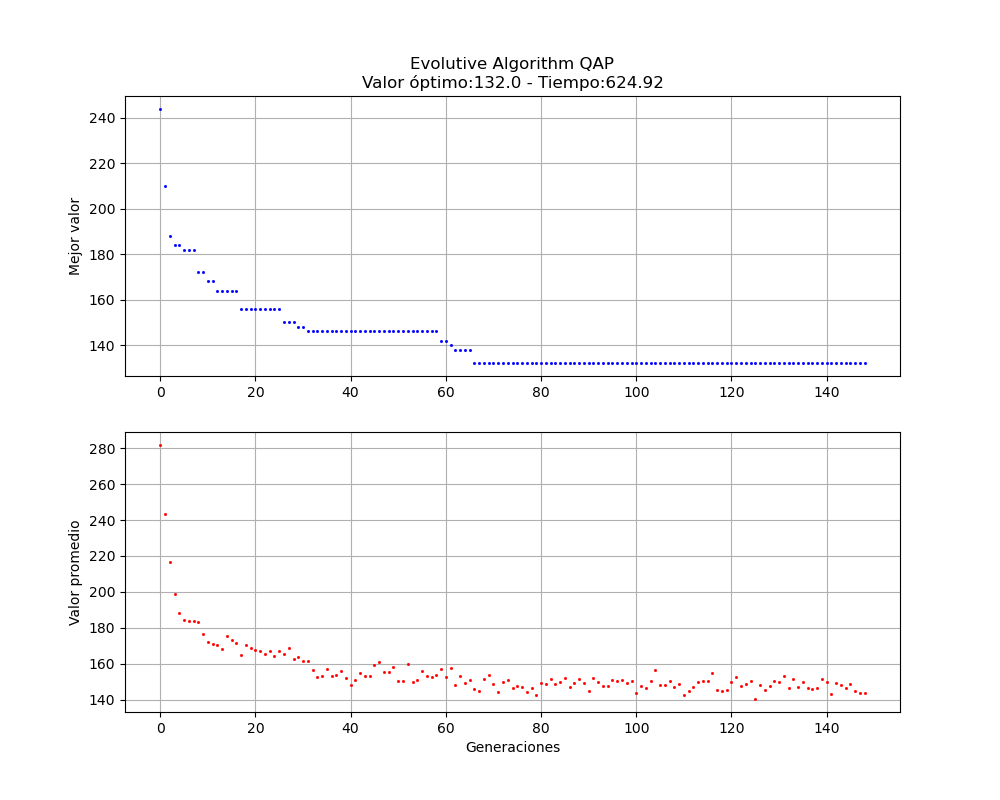 Evolutive Algorithm QAP
Valor óptimo:132.0 - Tiempo:624.92
Mejor valor
240
220
200
180
160
140
0 20 40 60 80 100 120 140
Valor promedio
280
260
240
220
200
180
160
140
0 20 40 60 80 100 120 140
Generaciones